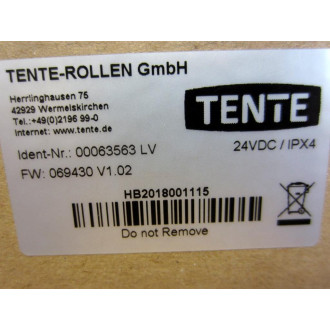 TENTE-ROLLEN GmbH
Herrlinghausen 75
42929 Wermelskirchen
Tel.:+49(0)2196 99-0
Internet: www.tente.de
TENTE
Ident-Nr.: 00063563 LV
24VDC / IPX4
FW: 069430 V1.02
HB2018001115
Do not Remove